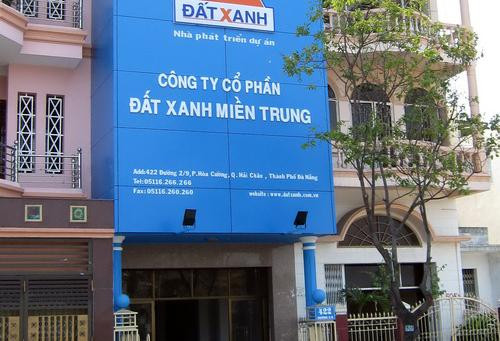 ĐẤT XANH
Nhà phát triển dự án
CÔNG TY CỔ PHẦN
ĐẤT XANH MIỀN TRUNG
Add:422 Đường 2/9,P.Hòa Cường,Q. Hải Châu , Thành Phố Đà Nẵng
Tel:05116.266.266
Fax:05116.260.260
website : www.datxanh.com.vn
422